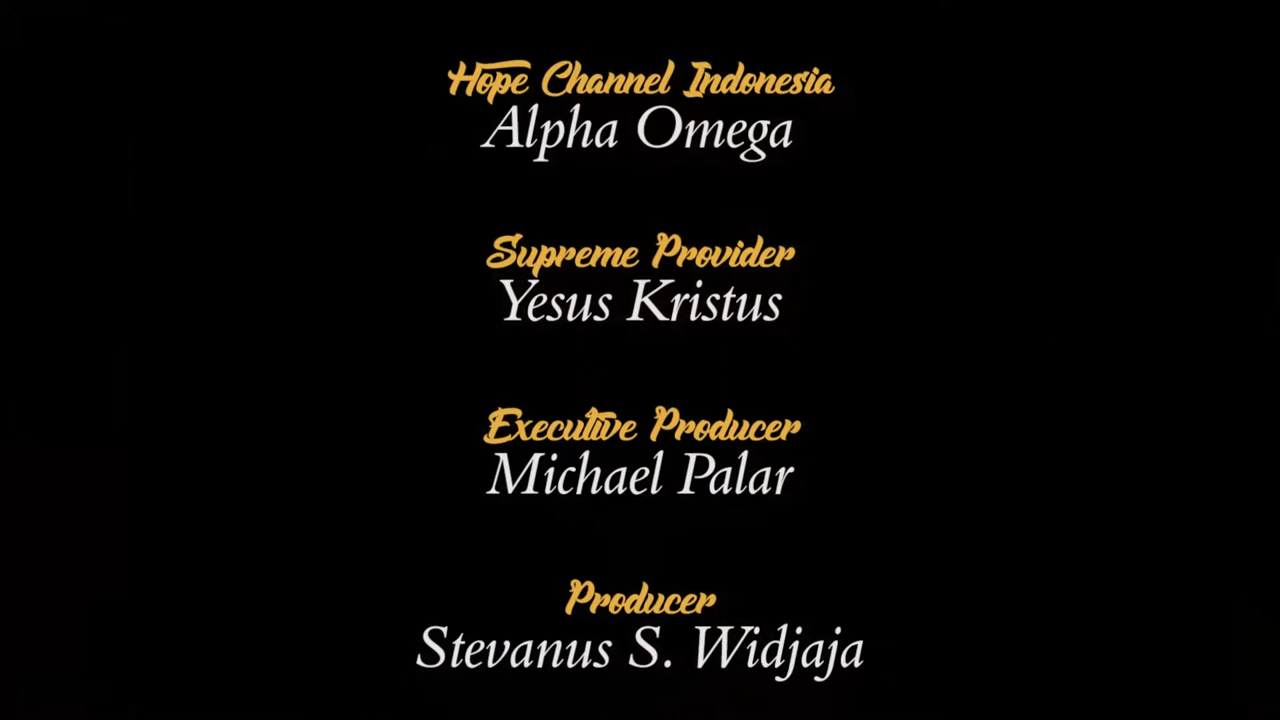 Hope Channel Indonesia
Alpha Omega
Supreme Provider
Yesus Kristus
Executive Producer
Michael Palar
Producer
Stevanus S. Widjaja